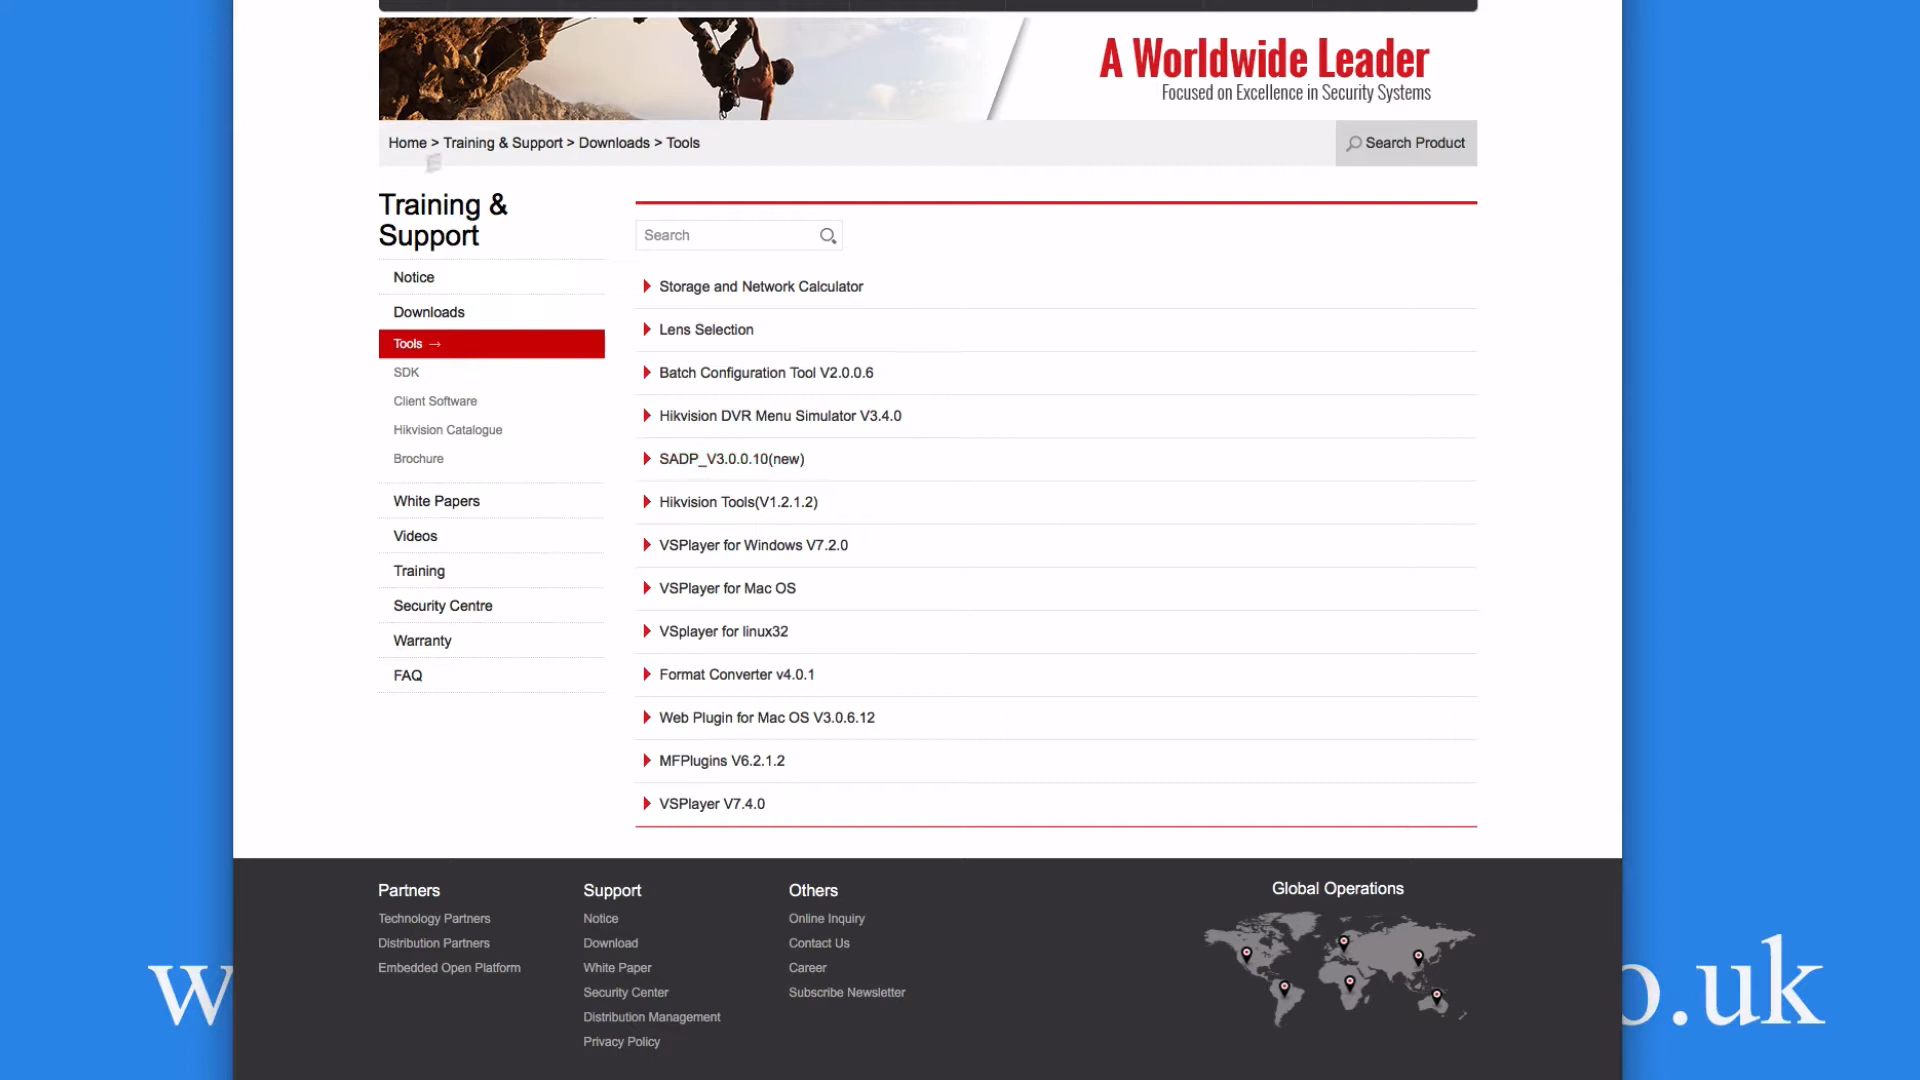 A Worldwide Leader
Focused on Excellence in Security Systems
Home > Training & Support > Downloads > Tools
Search Product
Training &
Support
Notice
Downloads
Tools →
SDK
Client Software
Hikvision Catalogue
Brochure
White Papers
Videos
Training
Security Centre
Warranty
FAQ
Search
Storage and Network Calculator
Lens Selection
Batch Configuration Tool V2.0.0.6
Hikvision DVR Menu Simulator V3.4.0
SADP_V3.0.0.10(new)
Hikvision Tools(V1.2.1.2)
VSPlayer for Windows V7.2.0
VSPlayer for Mac OS
VSplayer for linux32
Format Converter v4.0.1
Web Plugin for Mac OS V3.0.6.12
MFPlugins V6.2.1.2
VSPlayer V7.4.0
Partners
Technology Partners
Distribution Partners
Embedded Open Platform
Support
Notice
Download
White Paper
Security Center
Distribution Management
Privacy Policy
Others
Online Inquiry
Contact Us
Career
Subscribe Newsletter
Global Operations
w
o.uk